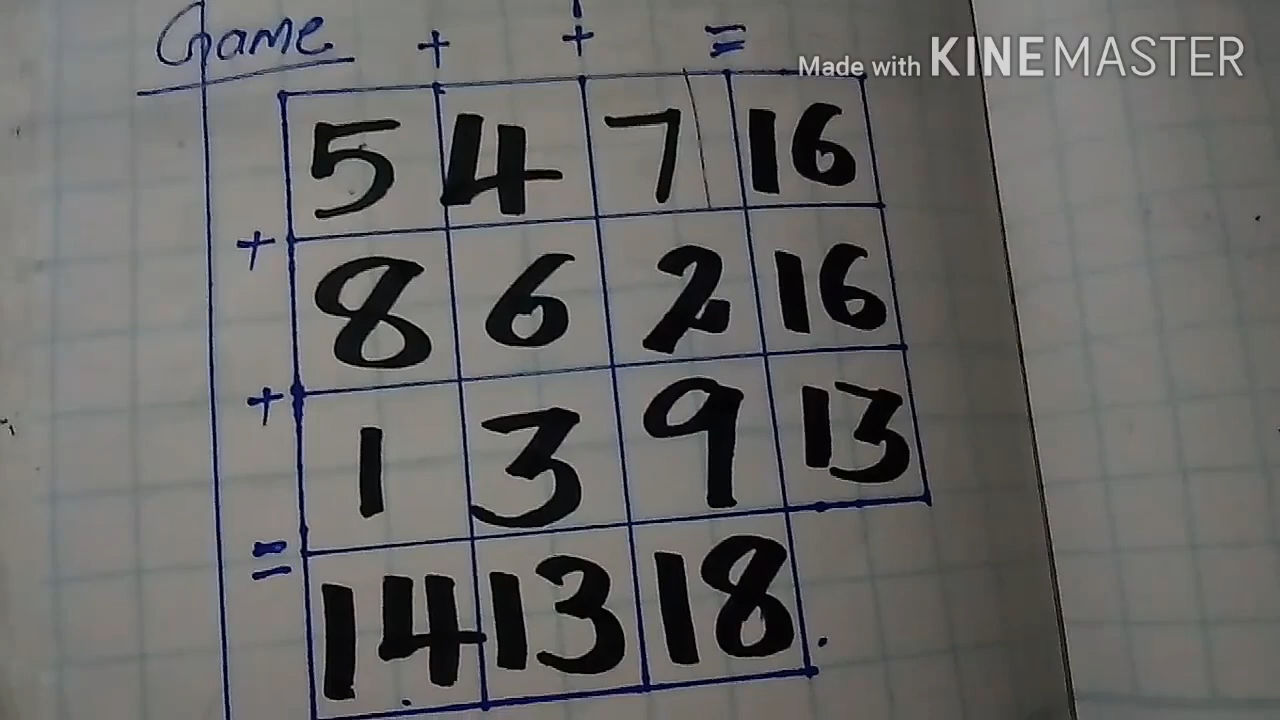 Game + + =
Made with KINEMASTER
5 4 7 16
+
8 6 2 16
+
1 3 9 13
=
14 13 18.